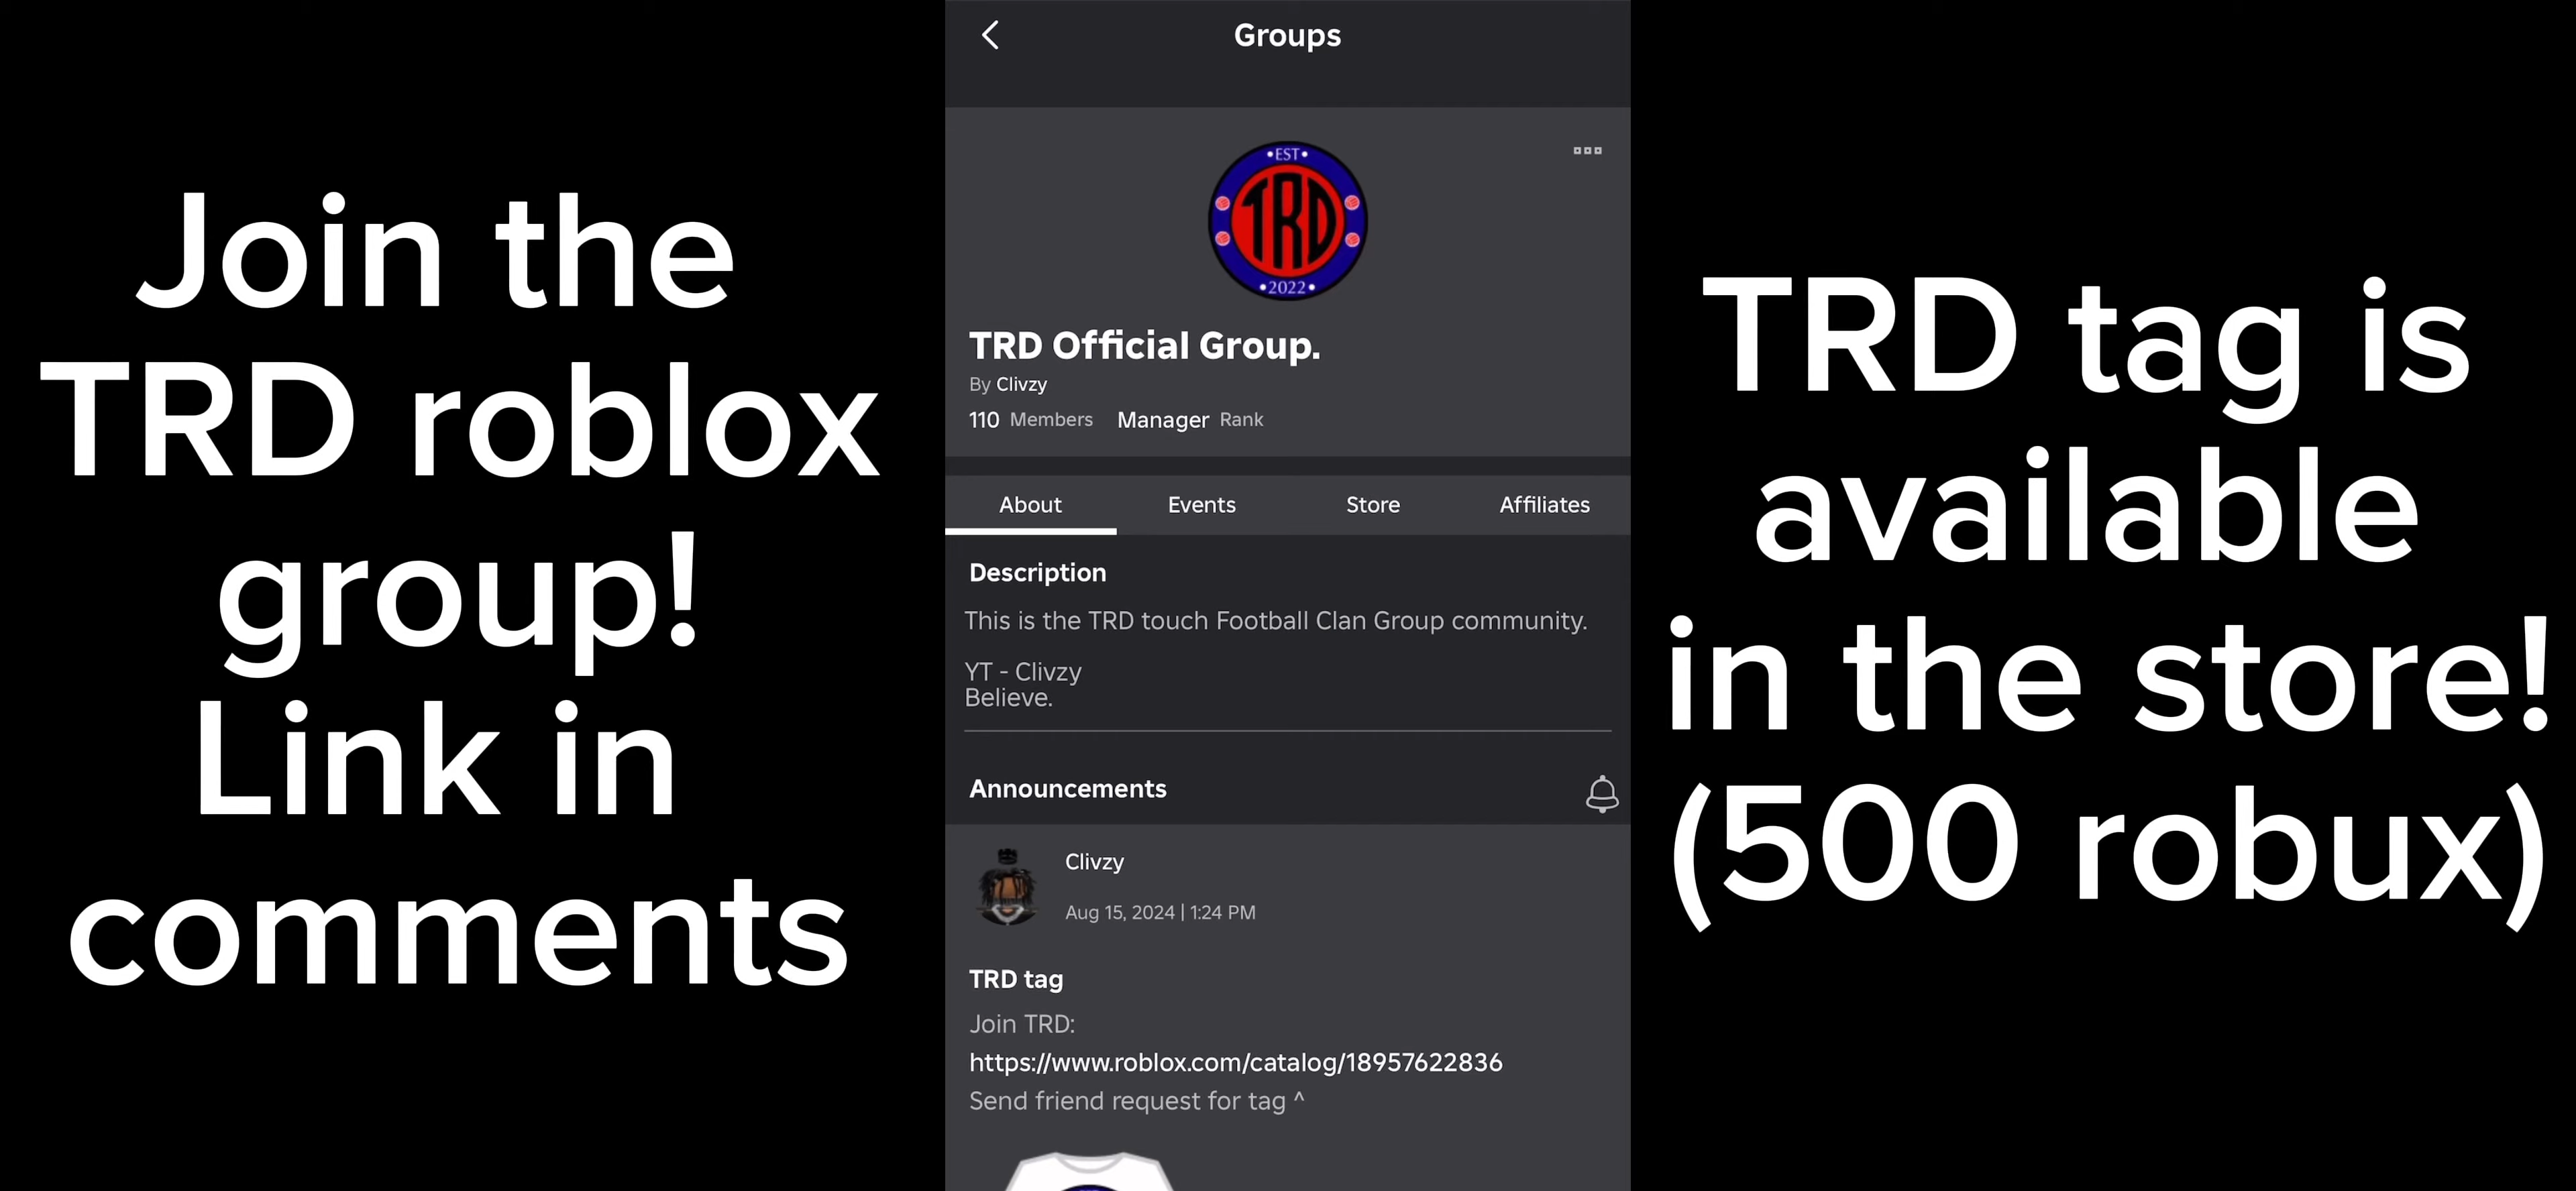 Join the
TRD roblox
group!
Link in
comments
Groups
•EST•
TRD
•2022•
TRD Official Group.
By Clivzy
110 Members Manager Rank
About Events Store Affiliates
Description
This is the TRD touch Football Clan Group community.
YT - Clivzy
Believe.
Announcements
Clivzy
Aug 15, 2024 | 1:24 PM
TRD tag
Join TRD:
https://www.roblox.com/catalog/18957622836
Send friend request for tag ^
TRD tag is
available
in the store!
(500 robux)